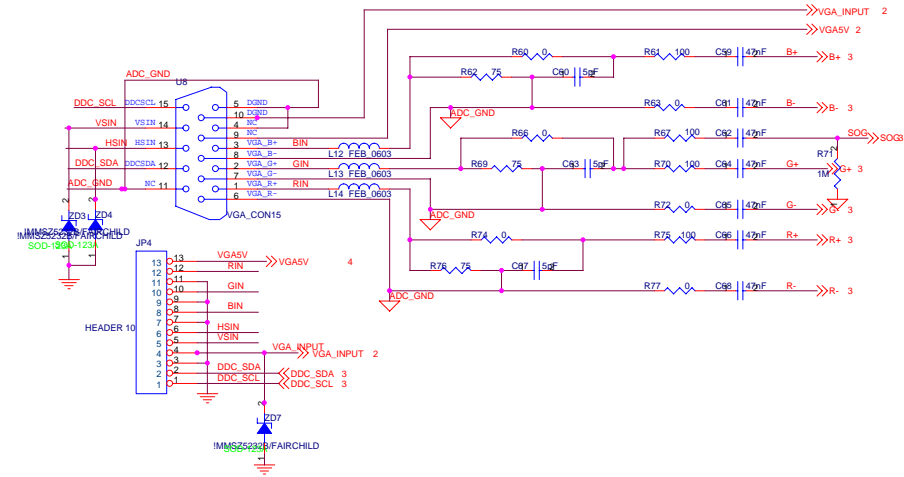 VGA_INPUT 2
VGA5V 2
R60 0 R61 100 C59 47nF B+ B+ 3
ADC_GND
U8
R62 75 C60 5pF
DDC_SCL DDCSCL 15 5 DGND
R63 0 C61 47nF B- B- 3
10 DGND
ADC_GND
VSIN VSIN 14 4 NC
9 NC
R66 0 R67 100 C62 47nF SOG SOG3
HSIN HSIN 13 3 VGA_B+ BIN
8 VGA_B- L12 FEB_0603
DDC_SDA DDCSDA 12 2 VGA_G+ GIN
R69 75 C63 5pF R70 100 C64 47nF G+ G+ 3
R71 2
1M
7 VGA_G- L13 FEB_0603
ADC_GND NC 11 1 VGA_R+ RIN
6 VGA_R- L14 FEB_0603
R72 0 C65 47nF G- G- 3
ADC_GND
VGA_CON15
2 ZD3 2 ZD4
!MMSZ5232B/FAIRCHILD
SOD-123A
1 1
R74 0 R75 100 C66 47nF R+ R+ 3
R76 75 C67 5pF
R77 0 C68 47nF R- R- 3
ADC_GND
JP4
13 13 VGA5V VGA5V 4
12 12 RIN
11 11
10 10 GIN
9 9
8 8 BIN
7 7
HEADER 10
6 6 HSIN
5 5 VSIN
4 4 VGA_INPUT VGA_INPUT 2
3 3
2 2 DDC_SDA DDC_SDA 3
1 1 DDC_SCL DDC_SCL 3
2 ZD7
!MMSZ5232B/FAIRCHILD
SOD-123A
1